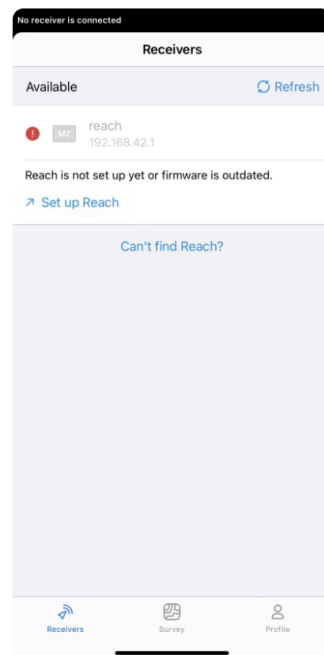 No receiver is connected
Receivers
Available
Refresh
M2
reach
192.168.42.1
Reach is not set up yet or firmware is outdated.
Set up Reach
Can't find Reach?
Receivers
Survey
Profile